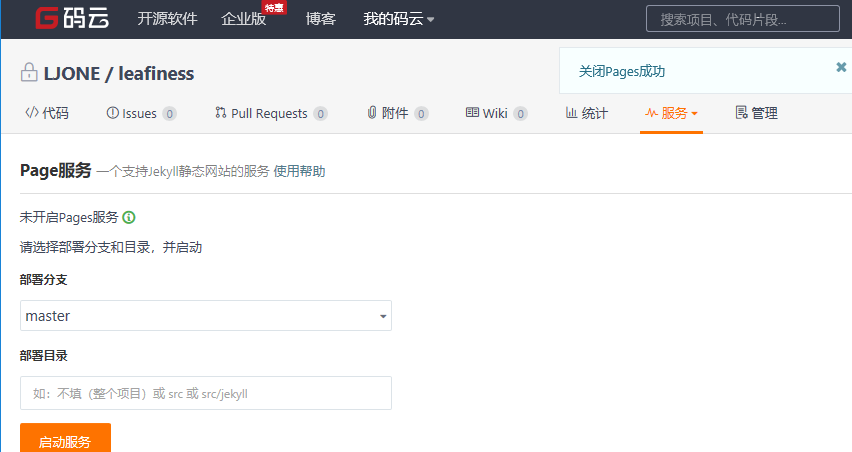 码云 开源软件 企业版 特惠 博客 我的码云 搜索项目、代码片段...
LJONE / leafiness
关闭Pages成功 ×
代码 Issues 0 Pull Requests 0 附件 0 Wiki 0 统计 服务 管理
Page服务 —个支持Jekyll静态网站的服务 使用帮助
未开启Pages服务
请选择部署分支和目录，并启动
部署分支
master
部署目录
如：不填（整个项目）或 src 或 src/jekyll
启动服务